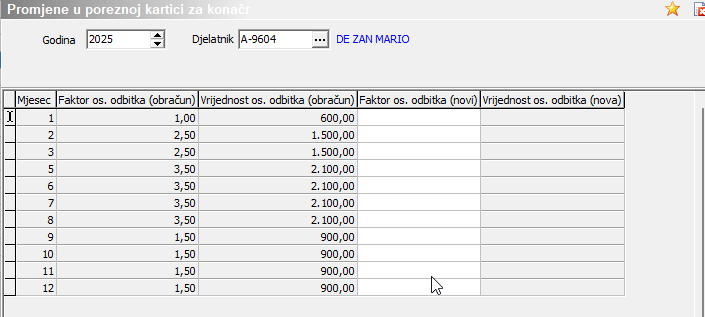 Promjene u poreznoj kartici za konačr
Godina 2025 Djelatnik A-9604 ... DE ZAN MARIO
Mjesec Faktor os. odbitka (obračun) Vrijednost os. odbitka (obračun) Faktor os. odbitka (novi) Vrijednost os. odbitka (nova)
1 1,00 600,00
2 2,50 1.500,00
3 2,50 1.500,00
5 3,50 2.100,00
6 3,50 2.100,00
7 3,50 2.100,00
8 3,50 2.100,00
9 1,50 900,00
10 1,50 900,00
11 1,50 900,00
12 1,50 900,00